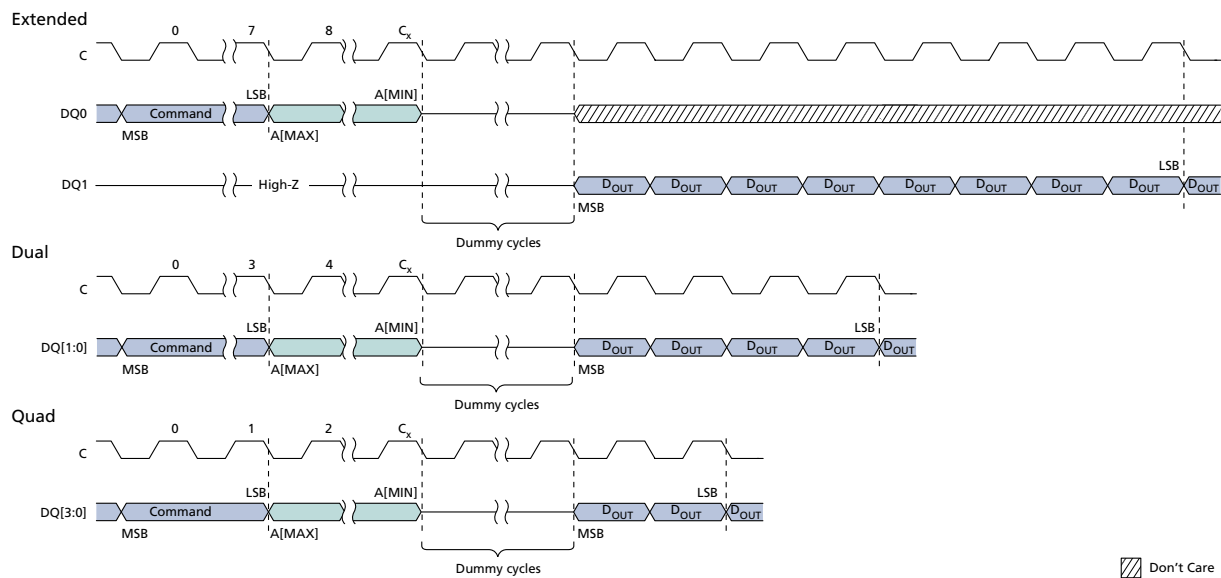 Extended
0 7 8 Cx
C
LSB A[MIN]
DQ0 Command
MSB A[MAX]
LSB
DQ1 High-Z DOUT DOUT DOUT DOUT DOUT DOUT DOUT DOUT DOUT
MSB
Dummy cycles
Dual
0 3 4 Cx
C
LSB A[MIN] LSB
DQ[1:0] Command DOUT DOUT DOUT DOUT DOUT
MSB A[MAX] MSB
Dummy cycles
Quad
0 1 2 Cx
C
LSB A[MIN] LSB
DQ[3:0] Command DOUT DOUT DOUT
MSB A[MAX] MSB
Dummy cycles
Don't Care